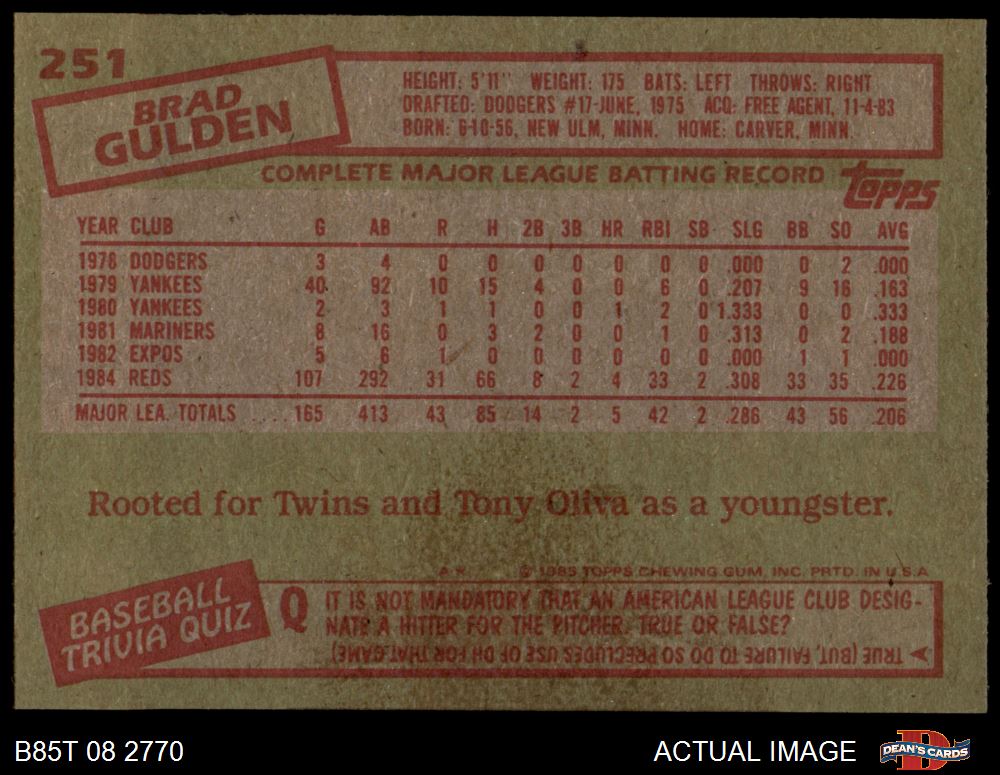 251
BRAD
GULDEN
HEIGHT: 5'11" WEIGHT: 175 BATS: LEFT THROWS: RIGHT
DRAFTED: DODGERS #17-JUNE, 1975 ACQ: FREE AGENT, 11-4-83
BORN: 6-10-56, NEW ULM, MINN. HOME: CARVER, MINN.
COMPLETE MAJOR LEAGUE BATTING RECORD
topps
YEAR CLUB G AB R H 2B 3B HR RBI SB SLG BB SO AVG
1978 DODGERS 3 4 0 0 0 0 0 0 0 .000 0 2 .000
1979 YANKEES 40 92 10 15 4 0 0 6 0 .207 9 16 .163
1980 YANKEES 2 3 1 1 0 0 1 2 0 1.333 0 0 .333
1981 MARINERS 8 16 0 3 2 0 0 1 0 .313 0 2 .188
1982 EXPOS 5 6 1 0 0 0 0 0 0 .000 1 1 .000
1984 REDS 107 292 31 66 8 2 4 33 2 .308 33 35 .226
MAJOR LEA. TOTALS .... 165 413 43 85 14 2 5 42 2 .286 43 56 .206
Rooted for Twins and Tony Oliva as a youngster.
© 1985 TOPPS CHEWING GUM, INC. PRTD. IN U.S.A.
BASEBALL
TRIVIA QUIZ
Q IT IS NOT MANDATORY THAT AN AMERICAN LEAGUE CLUB DESIG-
NATE A HITTER FOR THE PITCHER. TRUE OR FALSE?
A TRUE (BUT, FAILURE TO DO SO PRECLUDES USE OF DH FOR THAT GAME)
B85T 08 2770
ACTUAL IMAGE
D
DEAN'S CARDS